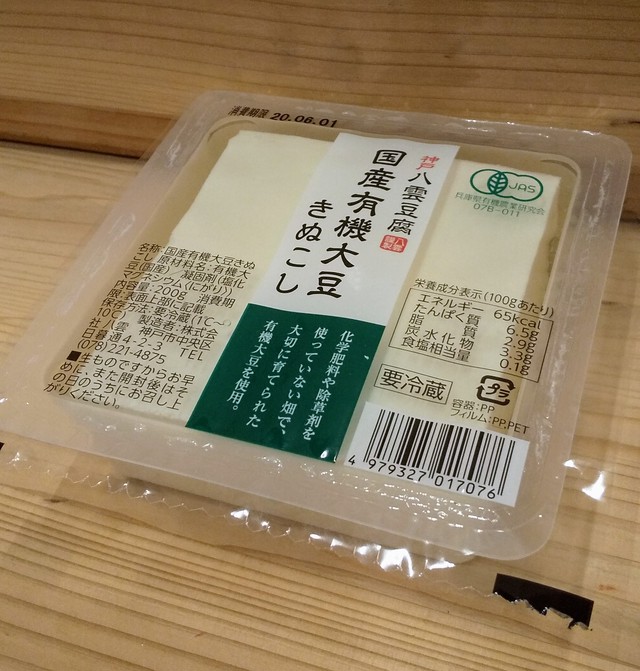 消費期限 20.06.01
神戸 八雲豆腐
国産有機大豆
きぬこし
JAS
兵庫県有機農業研究会
07B-011
名称:国産有機大豆きぬ
こし 原材料名:有機大
豆(国産) 凝固剤(塩化
マグネシウム(にがり))
内容量:200g 消費期
限:表面上部に記載
保存方法:要冷蔵(1℃~
10℃) 製造者:株式会
社八雲 神戸市中央区
日暮通4-2-3 TEL
(078)221-4875
■生ものですからお早
めに、また開封後はそ
の日のうちにお召し上
がりください。
化学肥料や除草剤を
使っていない畑で、
大切に育てられた
有機大豆を使用。
栄養成分表示(100gあたり)
エネルギー 65kcal
たんぱく質 6.5g
脂質 2.9g
炭水化物 3.3g
食塩相当量 0.1g
要冷蔵
プラ
容器:PP
フィルム:PP,PET
4 979327 017076